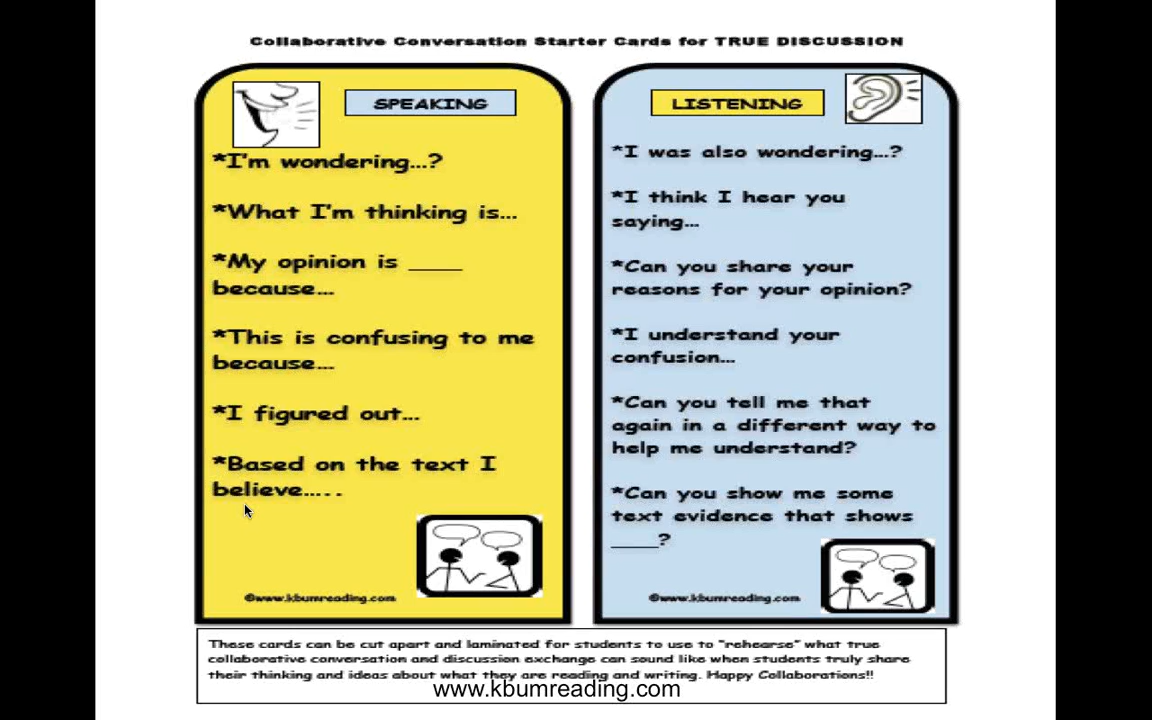 Collaborative Conversation Starter Cards for TRUE DISCUSSION
SPEAKING
*I'm wondering...?
*What I'm thinking is...
*My opinion is ____
because...
*This is confusing to me
because...
*I figured out...
*Based on the text I
believe.....
©www.kbumreading.com
LISTENING
*I was also wondering...?
*I think I hear you
saying...
*Can you share your
reasons for your opinion?
*I understand your
confusion...
*Can you tell me that
again in a different way to
help me understand?
*Can you show me some
text evidence that shows
____?
©www.kbumreading.com
These cards can be cut apart and laminated for students to use to "rehearse" what true
collaborative conversation and discussion exchange can sound like when students truly share
their thinking and ideas about what they are reading and writing. Happy Collaborations!!
www.kbumreading.com